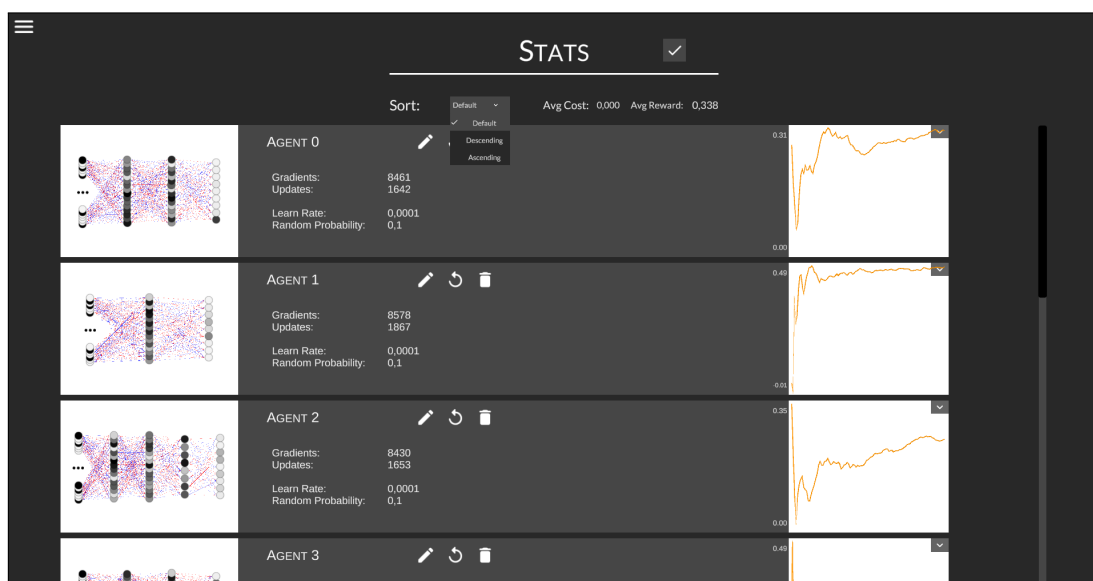 STATS
Sort: Default Avg Cost: 0,000 Avg Reward: 0,338
Default
Descending
Ascending
AGENT 0
Gradients: 8461
Updates: 1642
Learn Rate: 0,0001
Random Probability: 0,1
0.31
0.00
AGENT 1
Gradients: 8578
Updates: 1867
Learn Rate: 0,0001
Random Probability: 0,1
0.49
-0.01
AGENT 2
Gradients: 8430
Updates: 1653
Learn Rate: 0,0001
Random Probability: 0,1
0.35
0.00
AGENT 3
0.49